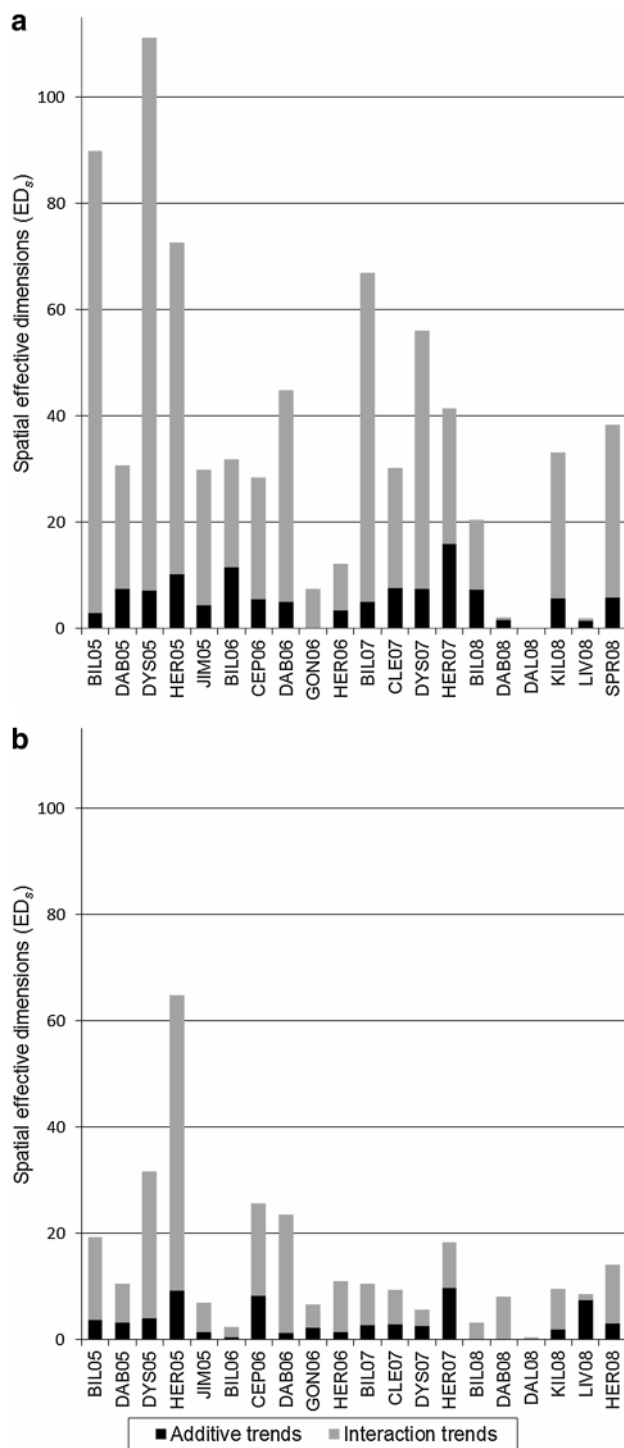 a
Spatial effective dimensions (EDs)
100
80
60
40
20
0
BIL05 DAB05 DYS05 HER05 JIM05 BIL06 CEP06 DAB06 GON06 HER06 BIL07 CLE07 DYS07 HER07 BIL08 DAB08 DAL08 KIL08 LIV08 SPR08
b
Spatial effective dimensions (EDs)
100
80
60
40
20
0
BIL05 DAB05 DYS05 HER05 JIM05 BIL06 CEP06 DAB06 GON06 HER06 BIL07 CLE07 DYS07 HER07 BIL08 DAB08 DAL08 KIL08 LIV08 HER08
Additive trends Interaction trends